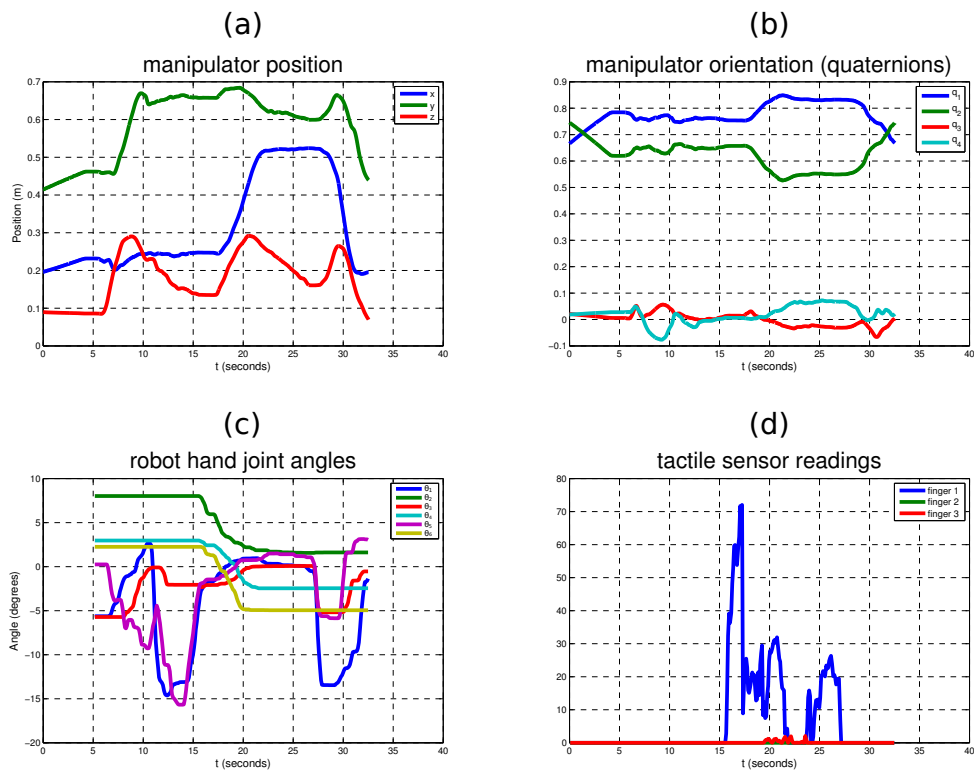 (a)
manipulator position
0.7
0.6
0.5
0.4
0.3
0.2
0.1
0
Position (m)
x
y
z
0 5 10 15 20 25 30 35 40
t (seconds)
(b)
manipulator orientation (quaternions)
0.9
0.8
0.7
0.6
0.5
0.4
0.3
0.2
0.1
0
−0.1
q1
q2
q3
q4
0 5 10 15 20 25 30 35 40
t (seconds)
(c)
robot hand joint angles
10
5
0
−5
−10
−15
−20
Angle (degrees)
θ1
θ2
θ3
θ4
θ5
θ6
0 5 10 15 20 25 30 35 40
t (seconds)
(d)
tactile sensor readings
80
70
60
50
40
30
20
10
0
finger 1
finger 2
finger 3
0 5 10 15 20 25 30 35 40
t (seconds)